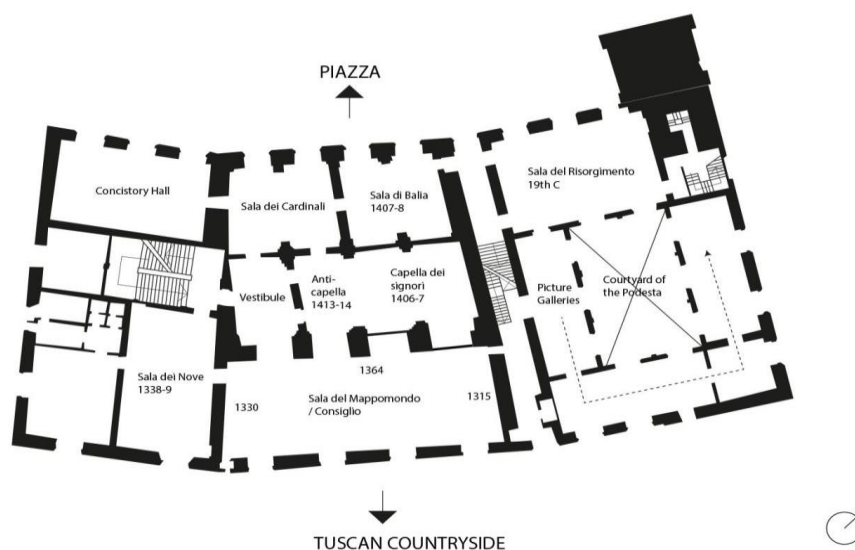 PIAZZA
Concistory Hall
Sala dei Cardinali
Sala di Balia
1407-8
Sala del Risorgimento
19th C
Vestibule
Anti-
capella
1413-14
Capella dei
signori
1406-7
Picture
Galleries
Courtyard of
the Podesta
Sala dei Nove
1338-9
1330
1364
Sala del Mappomondo
/ Consiglio
1315
TUSCAN COUNTRYSIDE